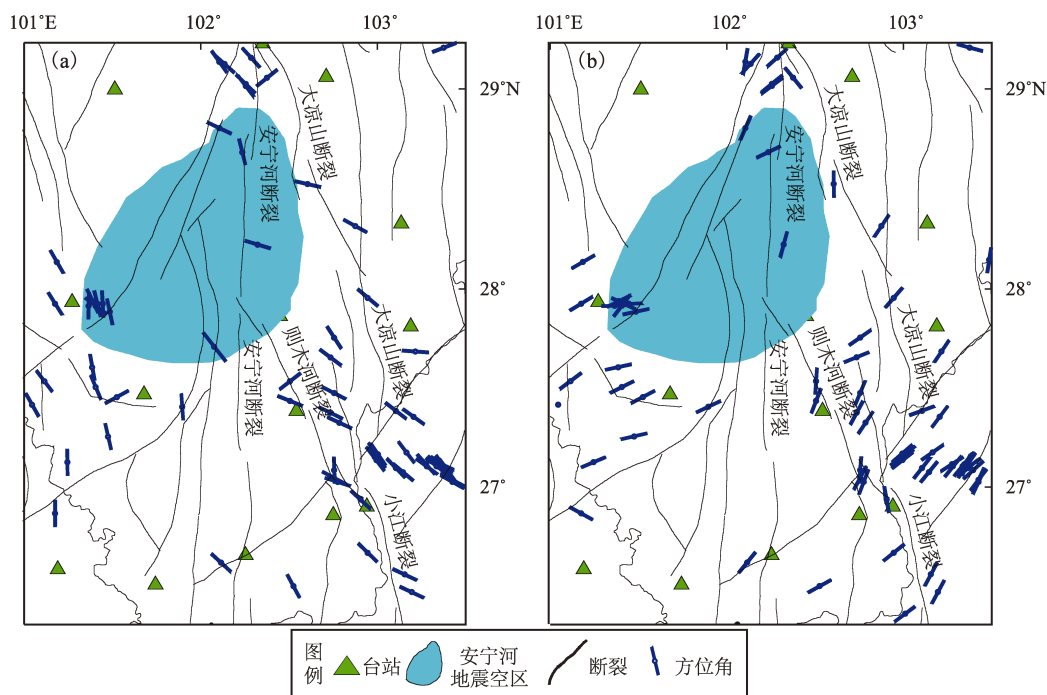 101°E
102°
103°
(a)
大凉山断裂
安宁河断裂
大凉山断裂
则木河断裂
安宁河断裂
小江断裂
29°N
28°
27°
101°E
102°
103°
(b)
大凉山断裂
安宁河断裂
大凉山断裂
则木河断裂
安宁河断裂
小江断裂
29°N
28°
27°
图例
台站
安宁河
地震空区
断裂
方位角